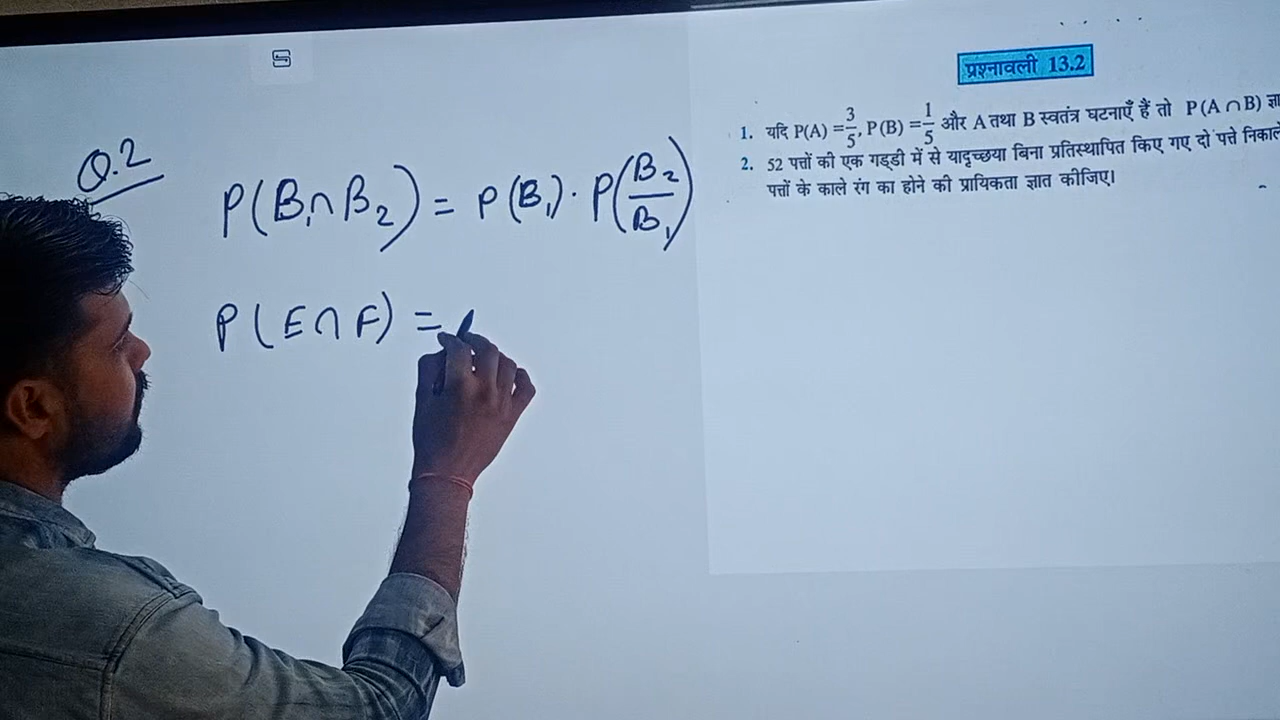 Q.2
P(B₁∩B₂) = P(B₁)·P(B₂/B₁)
P(E∩F) =
प्रश्नावली 13.2
1. यदि P(A) = 3/5, P(B) = 1/5 और A तथा B स्वतंत्र घटनाएँ हैं तो P(A ∩ B)
2. 52 पत्तों की एक गड्डी में से यादृच्छया बिना प्रतिस्थापित किए गए दो पत्ते
पत्तों के काले रंग का होने की प्रायिकता ज्ञात कीजिए।